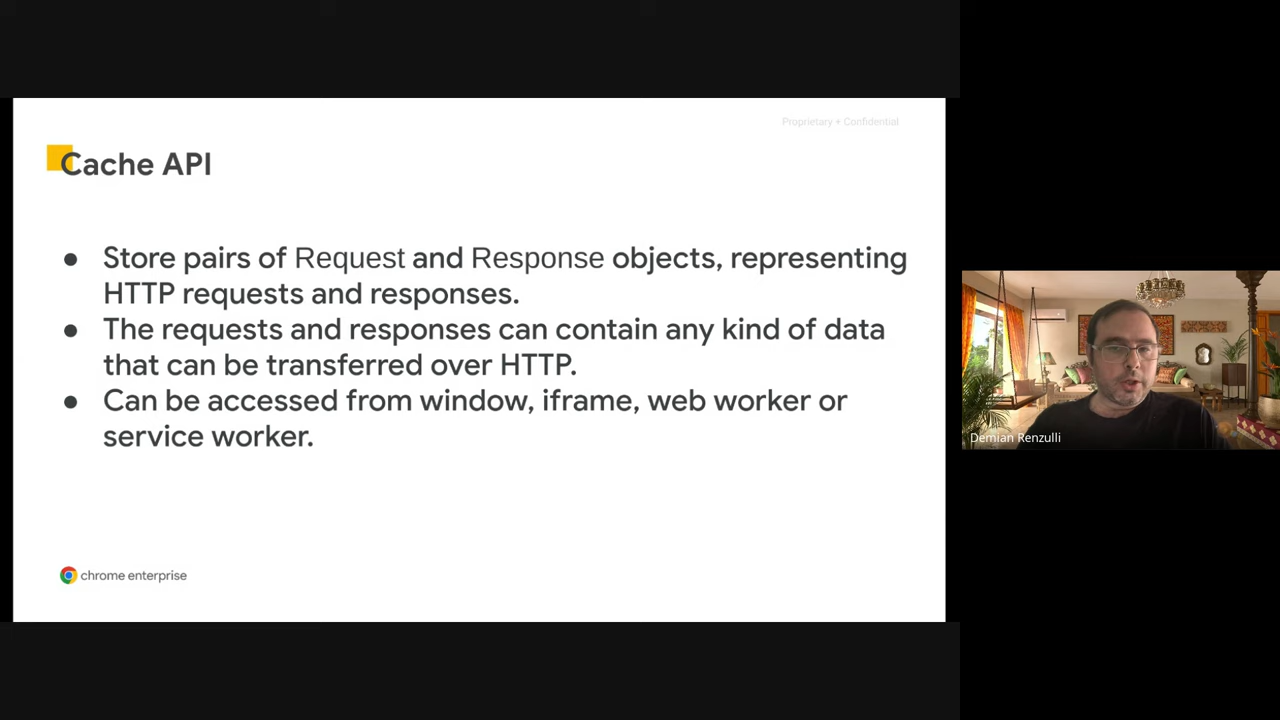 Proprietary + Confidential
Cache API
● Store pairs of Request and Response objects, representing
HTTP requests and responses.
● The requests and responses can contain any kind of data
that can be transferred over HTTP.
● Can be accessed from window, iframe, web worker or
service worker.
chrome enterprise
Demian Renzulli